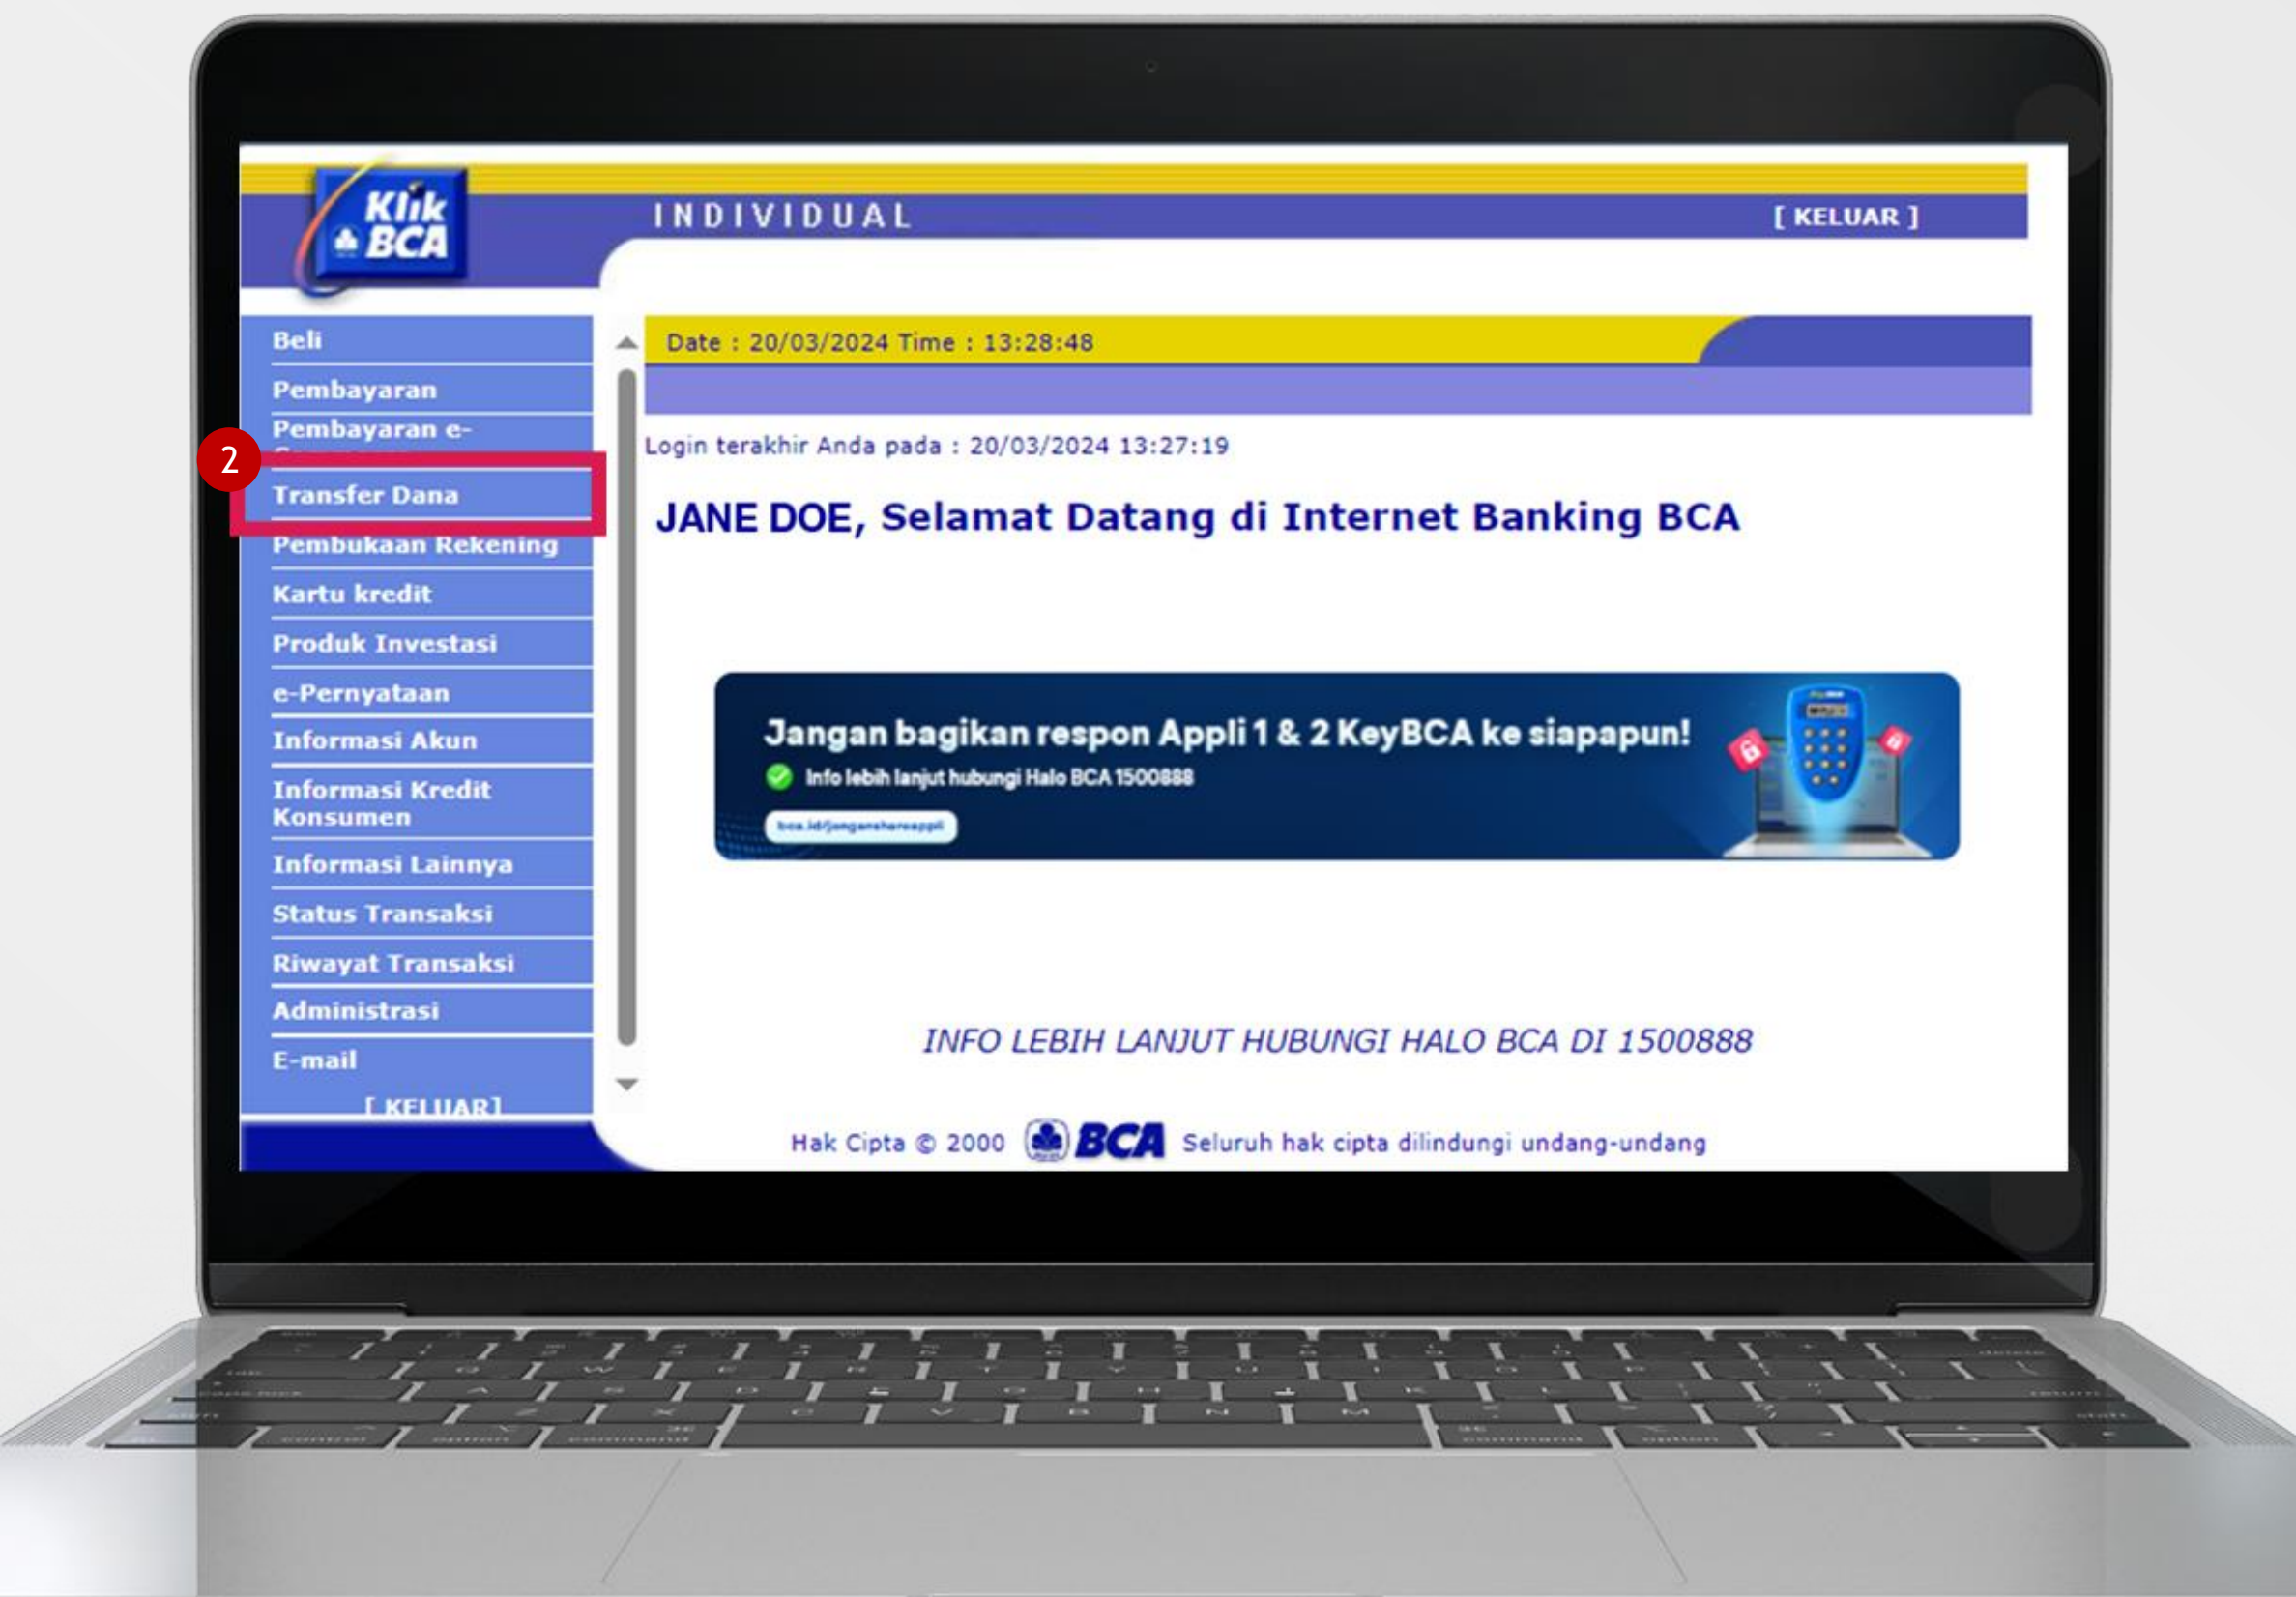 Klik
BCA
INDIVIDUAL
[ KELUAR ]
Beli
Pembayaran
Pembayaran e-
2
Transfer Dana
Pembukaan Rekening
Kartu kredit
Produk Investasi
e-Pernyataan
Informasi Akun
Informasi Kredit
Konsumen
Informasi Lainnya
Status Transaksi
Riwayat Transaksi
Administrasi
E-mail
[ KELUAR]
Date : 20/03/2024 Time : 13:28:48
Login terakhir Anda pada : 20/03/2024 13:27:19
JANE DOE, Selamat Datang di Internet Banking BCA
Jangan bagikan respon Appli 1 & 2 KeyBCA ke siapapun!
Info lebih lanjut hubungi Halo BCA 1500888
bca.id/janganshareappli
INFO LEBIH LANJUT HUBUNGI HALO BCA DI 1500888
Hak Cipta © 2000 BCA Seluruh hak cipta dilindungi undang-undang